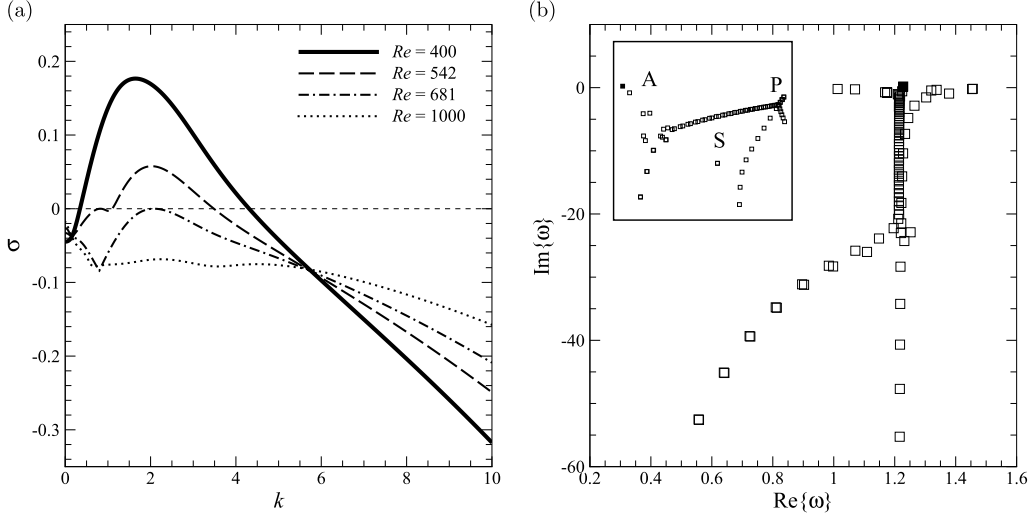 (a)
0.2
0.1
0
-0.1
-0.2
-0.3
σ
0
2
4
6
8
10
k
Re = 400
Re = 542
Re = 681
Re = 1000
(b)
0
-20
-40
-60
Im{ω}
0.2
0.4
0.6
0.8
1
1.2
1.4
1.6
Re{ω}
A
P
S